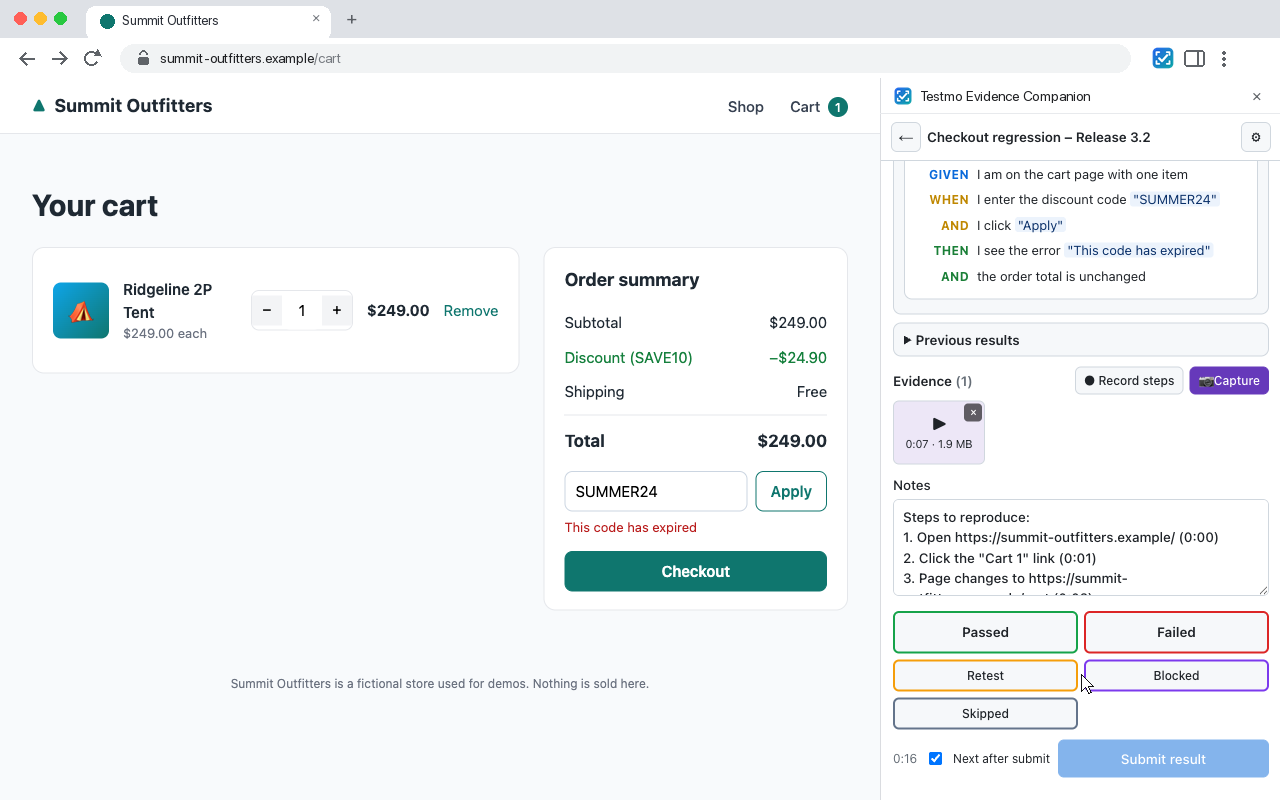 Summit Outfitters
summit-outfitters.example/cart
Summit Outfitters
Shop
Cart 1
Your cart
Ridgeline 2P
Tent
$249.00 each
− 1 +
$249.00
Remove
Order summary
Subtotal $249.00
Discount (SAVE10) −$24.90
Shipping Free
Total $249.00
SUMMER24
Apply
This code has expired
Checkout
Summit Outfitters is a fictional store used for demos. Nothing is sold here.
Testmo Evidence Companion
Checkout regression – Release 3.2
GIVEN I am on the cart page with one item
WHEN I enter the discount code "SUMMER24"
AND I click "Apply"
THEN I see the error "This code has expired"
AND the order total is unchanged
Previous results
Evidence (1)
Record steps
Capture
0:07 · 1.9 MB
Notes
Steps to reproduce:
1. Open https://summit-outfitters.example/ (0:00)
2. Click the "Cart 1" link (0:01)
3. Page changes to https://summit-
Passed
Failed
Retest
Blocked
Skipped
0:16
Next after submit
Submit result